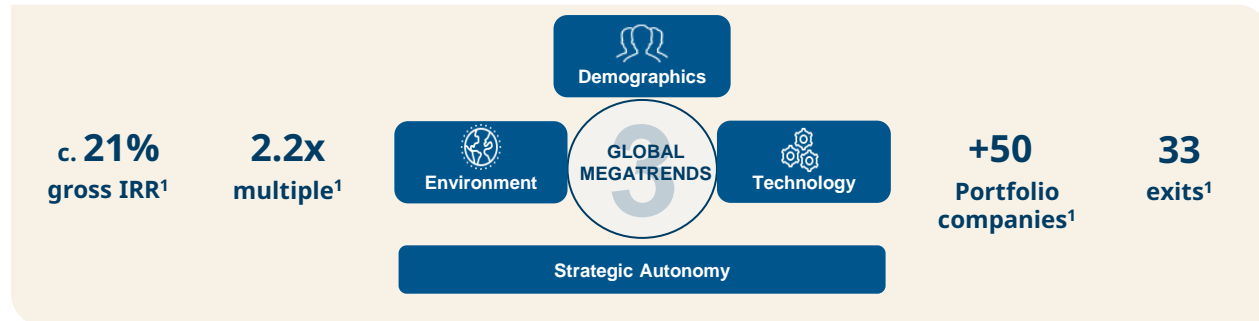 c. 21%
gross IRR¹
2.2x
multiple¹
Demographics
Environment
3
GLOBAL
MEGATRENDS
Technology
Strategic Autonomy
+50
Portfolio
companies¹
33
exits¹